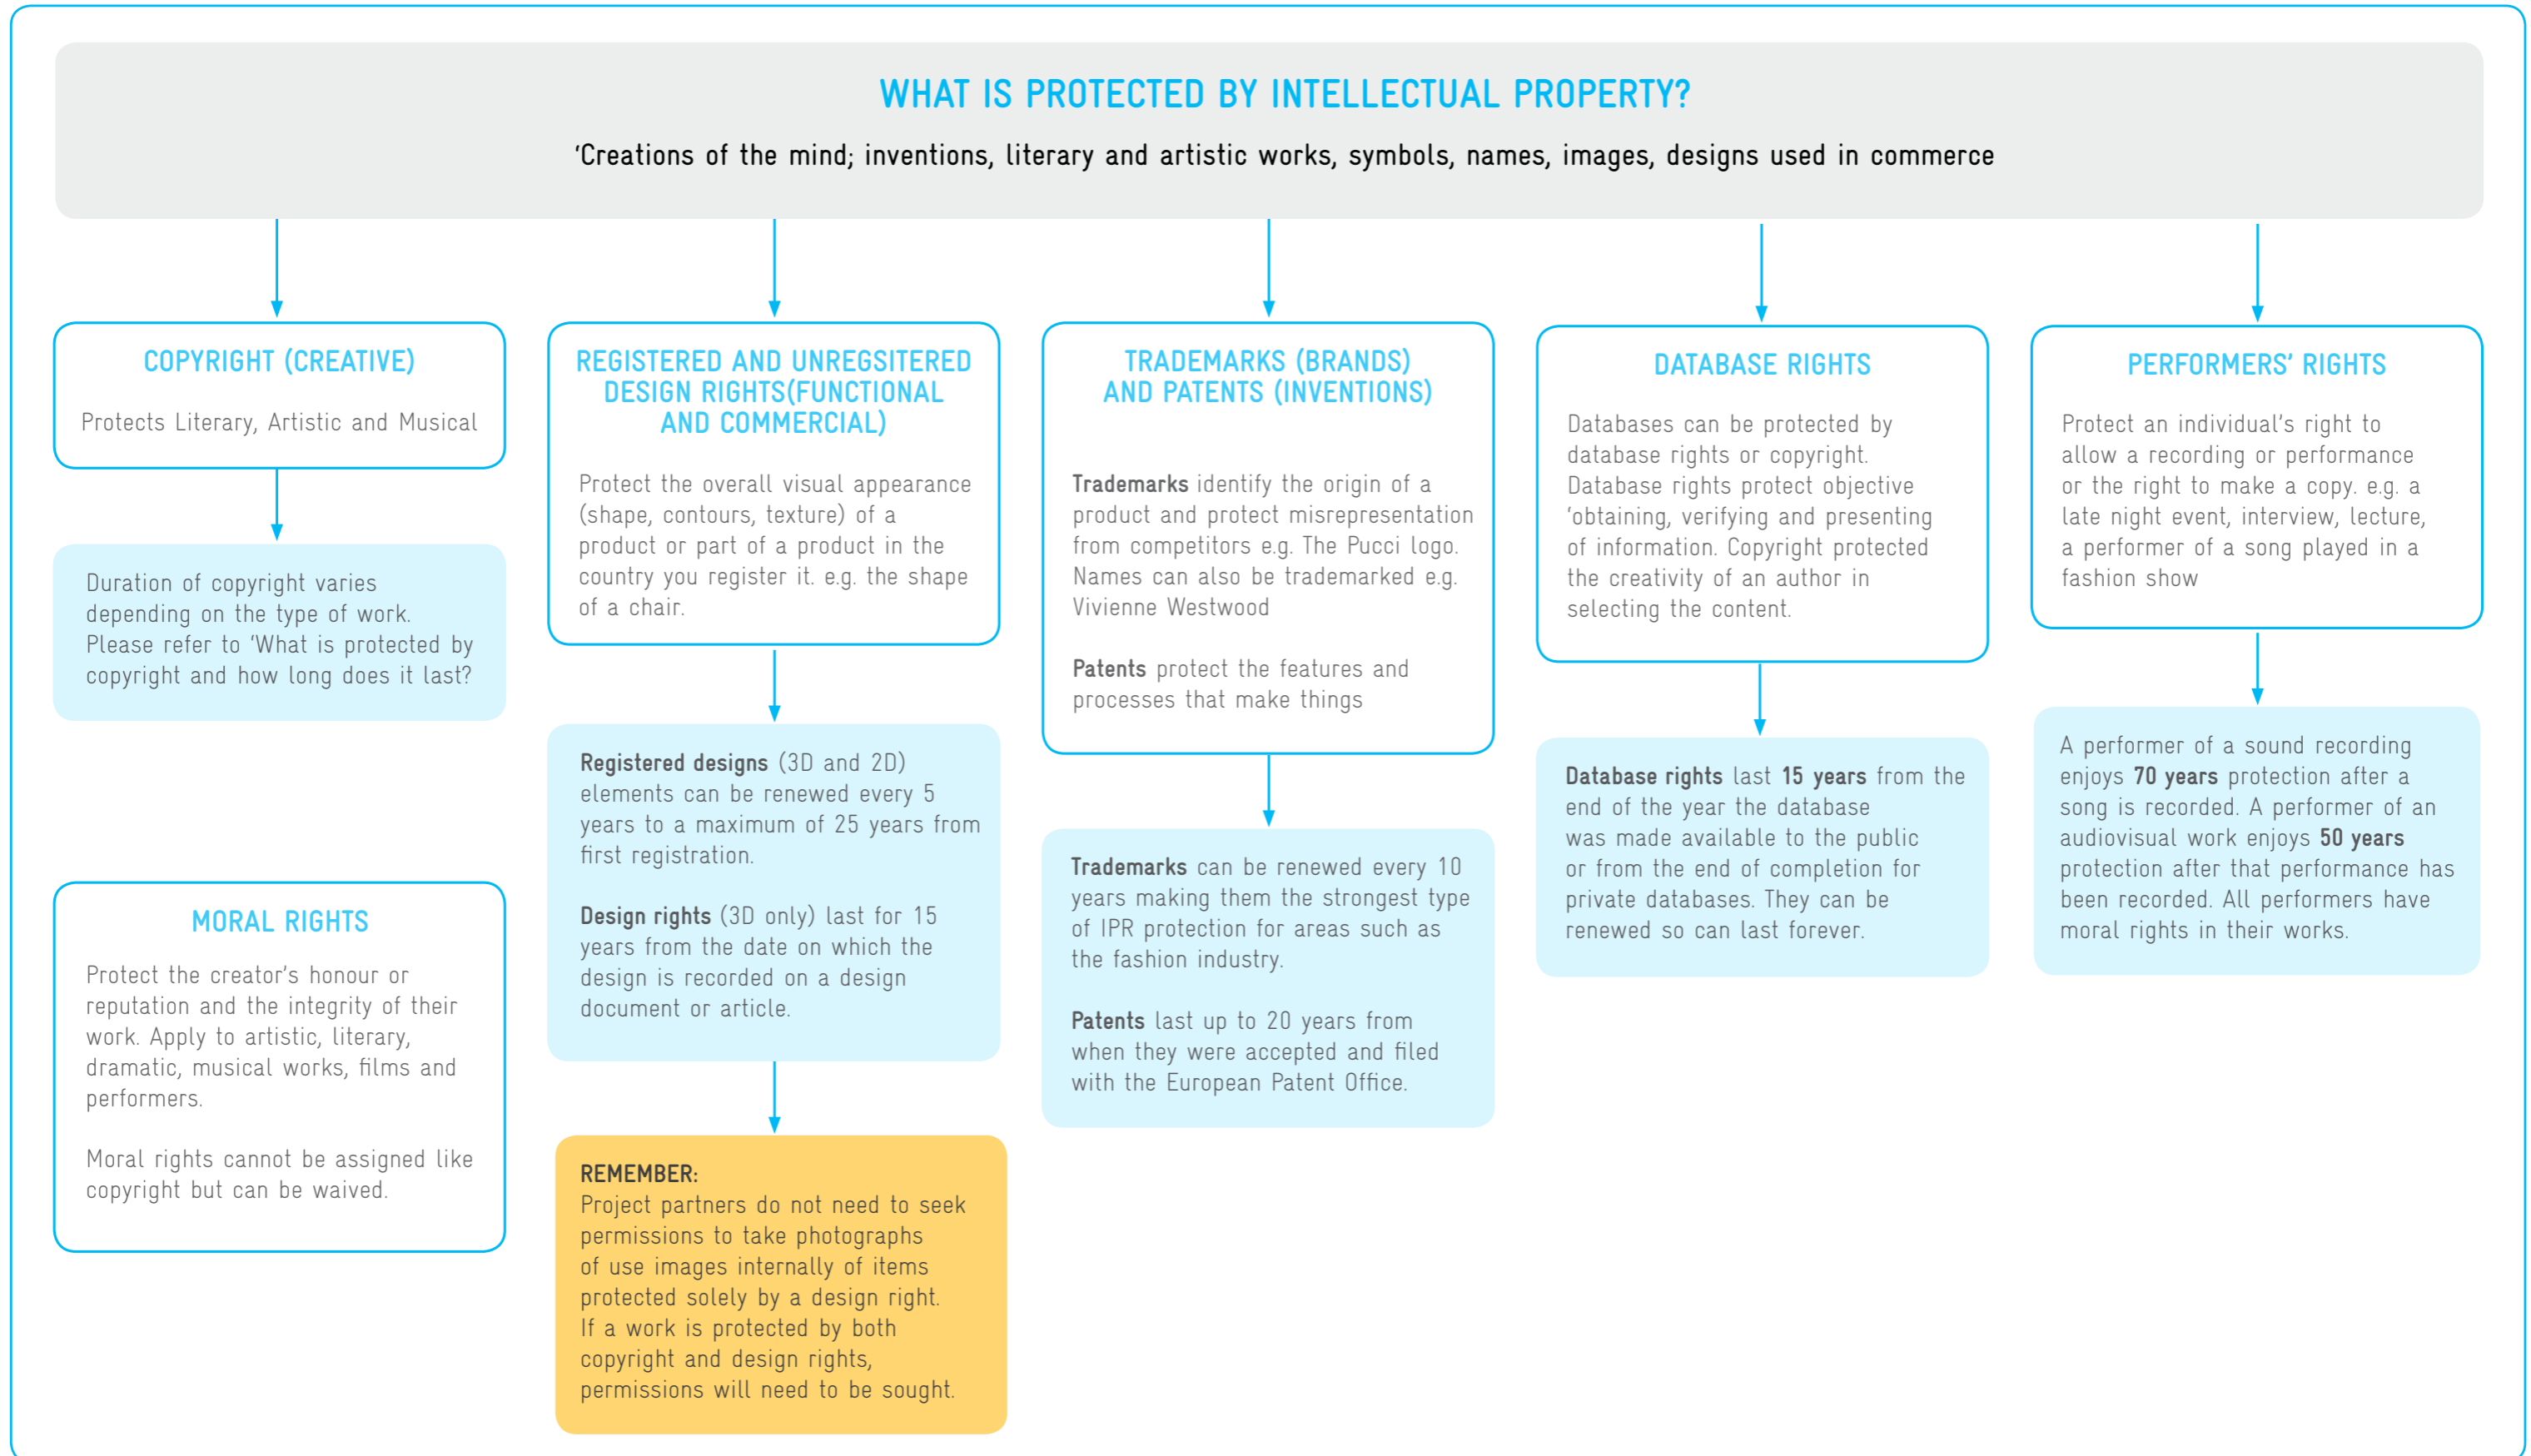 WHAT IS PROTECTED BY INTELLECTUAL PROPERTY?
‘Creations of the mind; inventions, literary and artistic works, symbols, names, images, designs used in commerce
COPYRIGHT (CREATIVE)
Protects Literary, Artistic and Musical
Duration of copyright varies
depending on the type of work.
Please refer to ‘What is protected by
copyright and how long does it last?
MORAL RIGHTS
Protect the creator’s honour or
reputation and the integrity of their
work. Apply to artistic, literary,
dramatic, musical works, films and
performers.
Moral rights cannot be assigned like
copyright but can be waived.
REGISTERED AND UNREGSITERED
DESIGN RIGHTS(FUNCTIONAL
AND COMMERCIAL)
Protect the overall visual appearance
(shape, contours, texture) of a
product or part of a product in the
country you register it. e.g. the shape
of a chair.
Registered designs (3D and 2D)
elements can be renewed every 5
years to a maximum of 25 years from
first registration.
Design rights (3D only) last for 15
years from the date on which the
design is recorded on a design
document or article.
REMEMBER:
Project partners do not need to seek
permissions to take photographs
of use images internally of items
protected solely by a design right.
If a work is protected by both
copyright and design rights,
permissions will need to be sought.
TRADEMARKS (BRANDS)
AND PATENTS (INVENTIONS)
Trademarks identify the origin of a
product and protect misrepresentation
from competitors e.g. The Pucci logo.
Names can also be trademarked e.g.
Vivienne Westwood
Patents protect the features and
processes that make things
Trademarks can be renewed every 10
years making them the strongest type
of IPR protection for areas such as
the fashion industry.
Patents last up to 20 years from
when they were accepted and filed
with the European Patent Office.
DATABASE RIGHTS
Databases can be protected by
database rights or copyright.
Database rights protect objective
‘obtaining, verifying and presenting
of information. Copyright protected
the creativity of an author in
selecting the content.
Database rights last 15 years from the
end of the year the database
was made available to the public
or from the end of completion for
private databases. They can be
renewed so can last forever.
PERFORMERS’ RIGHTS
Protect an individual’s right to
allow a recording or performance
or the right to make a copy. e.g. a
late night event, interview, lecture,
a performer of a song played in a
fashion show
A performer of a sound recording
enjoys 70 years protection after a
song is recorded. A performer of an
audiovisual work enjoys 50 years
protection after that performance has
been recorded. All performers have
moral rights in their works.